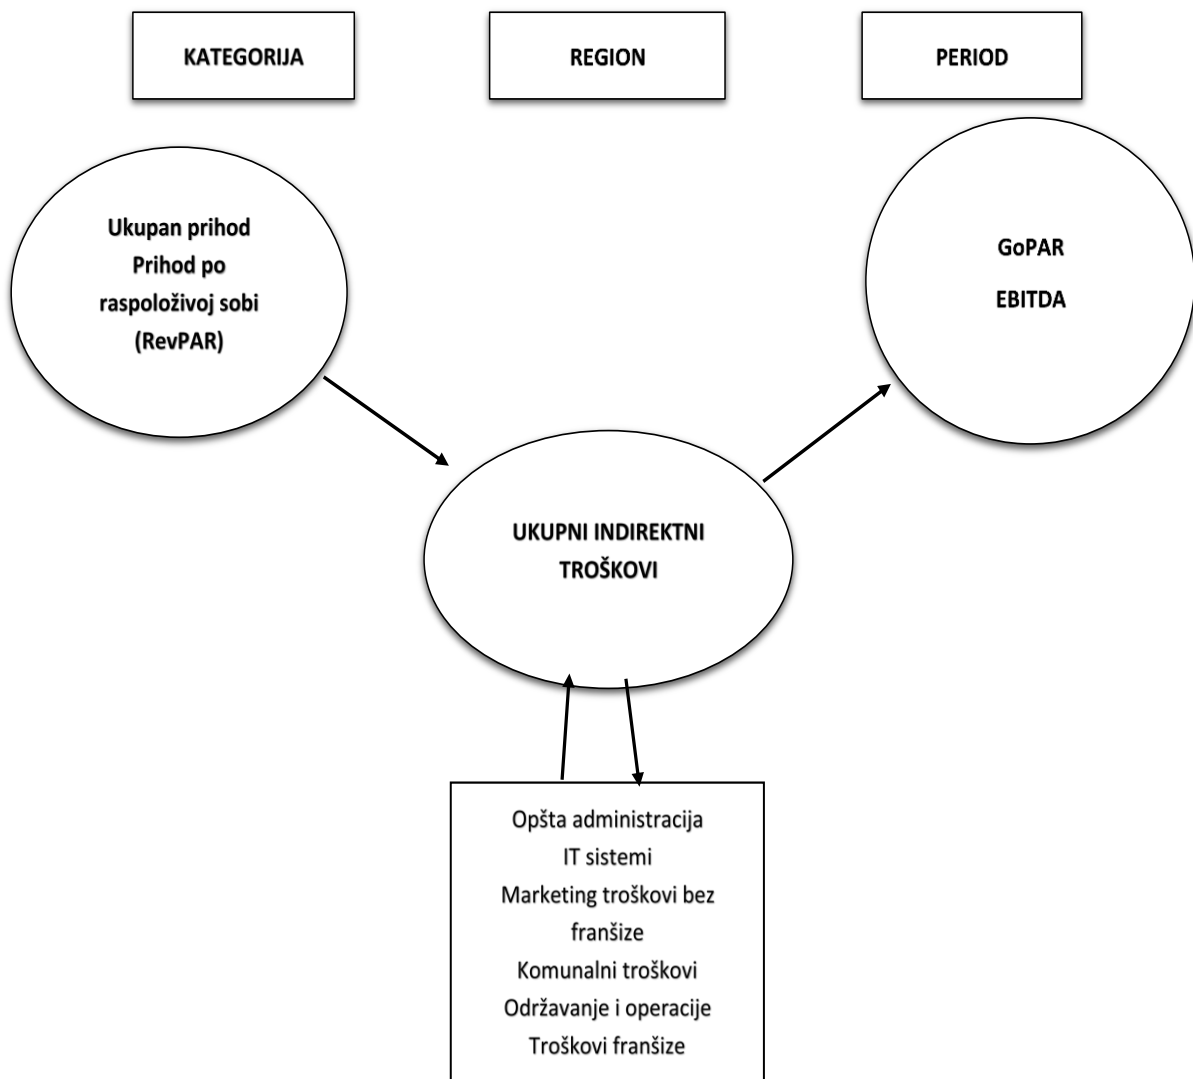 KATEGORIJA
REGION
PERIOD
Ukupan prihod
Prihod po
raspoloživoj sobi
(RevPAR)
GoPAR
EBITDA
UKUPNI INDIREKTNI
TROŠKOVI
Opšta administracija
IT sistemi
Marketing troškovi bez
franšize
Komunalni troškovi
Održavanje i operacije
Troškovi franšize